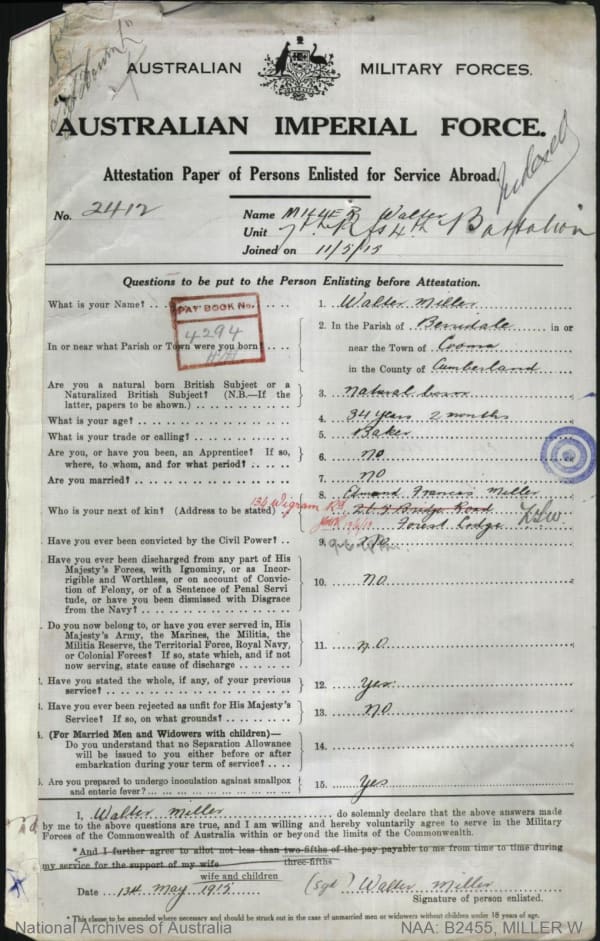 AUSTRALIAN MILITARY FORCES.
AUSTRALIAN IMPERIAL FORCE.
Attestation Paper of Persons Enlisted for Service Abroad.
Indexed
No. 2412
Name MILLER Walter
Unit 7th Rfs 4th Battalion
Joined on 11/5/15
Questions to be put to the Person Enlisting before Attestation.
What is your Name? . . 1. Walter Miller
PAY BOOK No.
4294
In or near what Parish or Town were you born?
2. In the Parish of Berridale in or
near the Town of Cooma
in the County of Cumberland
Are you a natural born British Subject or a
Naturalized British Subject? (N.B.—If the
latter, papers to be shown.) 3. Natural born
What is your age? 4. 34 years 2 months
What is your trade or calling? 5. Baker
Are you, or have you been, an Apprentice? If so,
where, to whom, and for what period? 6. no
Are you married? 7. no
Who is your next of kin? (Address to be stated)
8. Francis Miller
136 Wigram Rd
Bridge Road
Forest Lodge
Have you ever been convicted by the Civil Power? 9. no
Have you ever been discharged from any part of His
Majesty's Forces, with Ignominy, or as Incor-
rigible and Worthless, or on account of Convic-
tion of Felony, or of a Sentence of Penal Servi
tude, or have you been dismissed with Disgrace
from the Navy? 10. no
Do you now belong to, or have you ever served in, His
Majesty's Army, the Marines, the Militia, the
Militia Reserve, the Territorial Force, Royal Navy,
or Colonial Forces? If so, state which, and if not
now serving, state cause of discharge 11. no
Have you stated the whole, if any, of your previous
service? 12. Yes
Have you ever been rejected as unfit for His Majesty's
Service? If so, on what grounds? 13. no
(For Married Men and Widowers with children)—
Do you understand that no Separation Allowance
will be issued to you either before or after
embarkation during your term of service? 14.
Are you prepared to undergo inoculation against smallpox
and enteric fever? 15. Yes
I, Walter Miller do solemnly declare that the above answers made
by me to the above questions are true, and I am willing and hereby voluntarily agree to serve in the Military
Forces of the Commonwealth of Australia within or beyond the limits of the Commonwealth.
*And I further agree to allot not less than two-fifths of the pay payable to me from time to time during
three-fifths
my service for the support of my wife
wife and children
Date 13th May 1915 (sgd) Walter Miller
Signature of person enlisted.
*This clause to be amended where necessary and should be struck out in the case of unmarried men or widowers without children under 18 years of age.
National Archives of Australia NAA: B2455, MILLER W